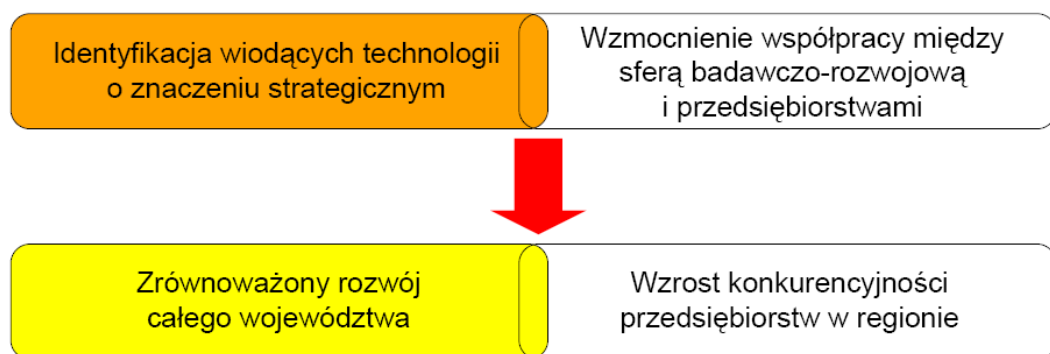 Identyfikacja wiodących technologii
o znaczeniu strategicznym
Wzmocnienie współpracy między
sferą badawczo-rozwojową
i przedsiębiorstwami
Zrównoważony rozwój
całego województwa
Wzrost konkurencyjności
przedsiębiorstw w regionie